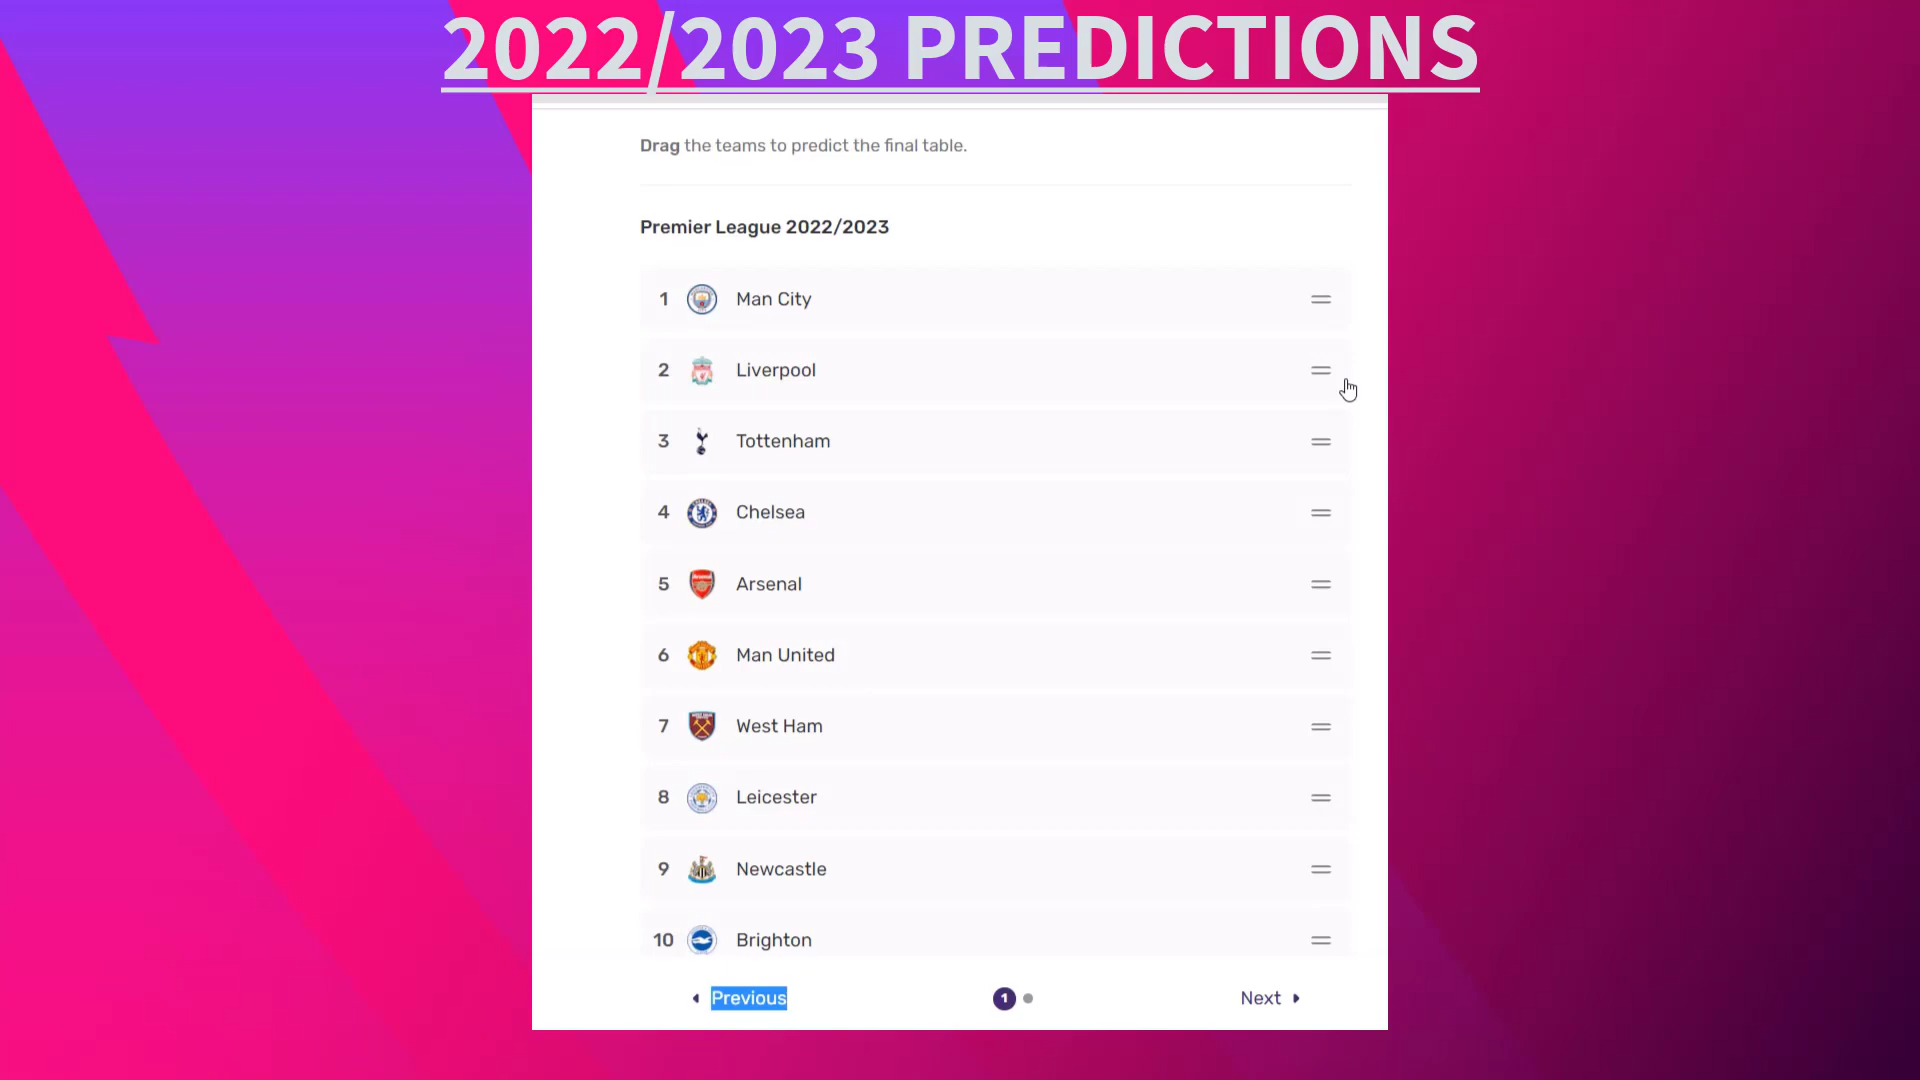 2022/2023 PREDICTIONS
Drag the teams to predict the final table.
Premier League 2022/2023
1 Man City
2 Liverpool
3 Tottenham
4 Chelsea
5 Arsenal
6 Man United
7 West Ham
8 Leicester
9 Newcastle
10 Brighton
Previous 1 Next